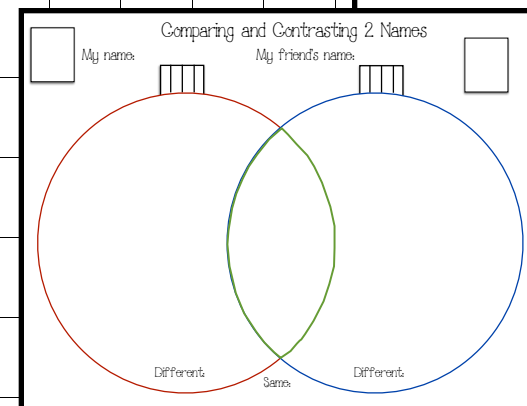 Comparing and Contrasting 2 Names
My name:
My friend's name:
Different:
Different:
Same: